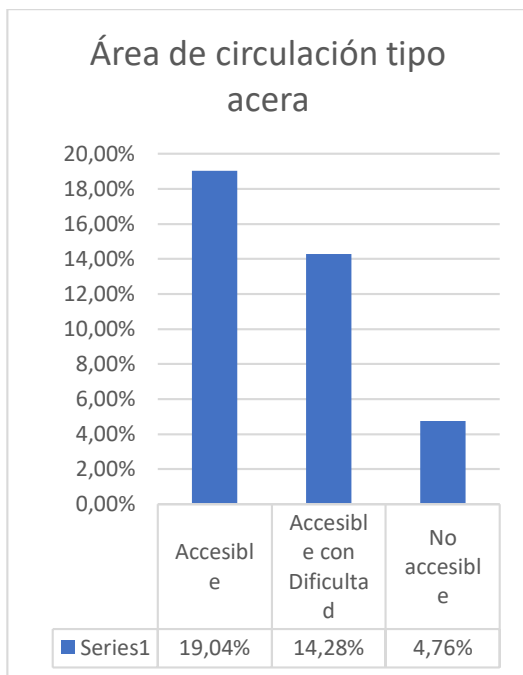 Área de circulación tipo
acera
20,00%
18,00%
16,00%
14,00%
12,00%
10,00%
8,00%
6,00%
4,00%
2,00%
0,00%
Accesibl
e
Accesibl
e con
Dificulta
d
No
accesibl
e
Series1 19,04% 14,28% 4,76%